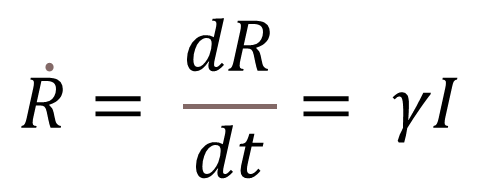 Ṙ = dR/dt = γI